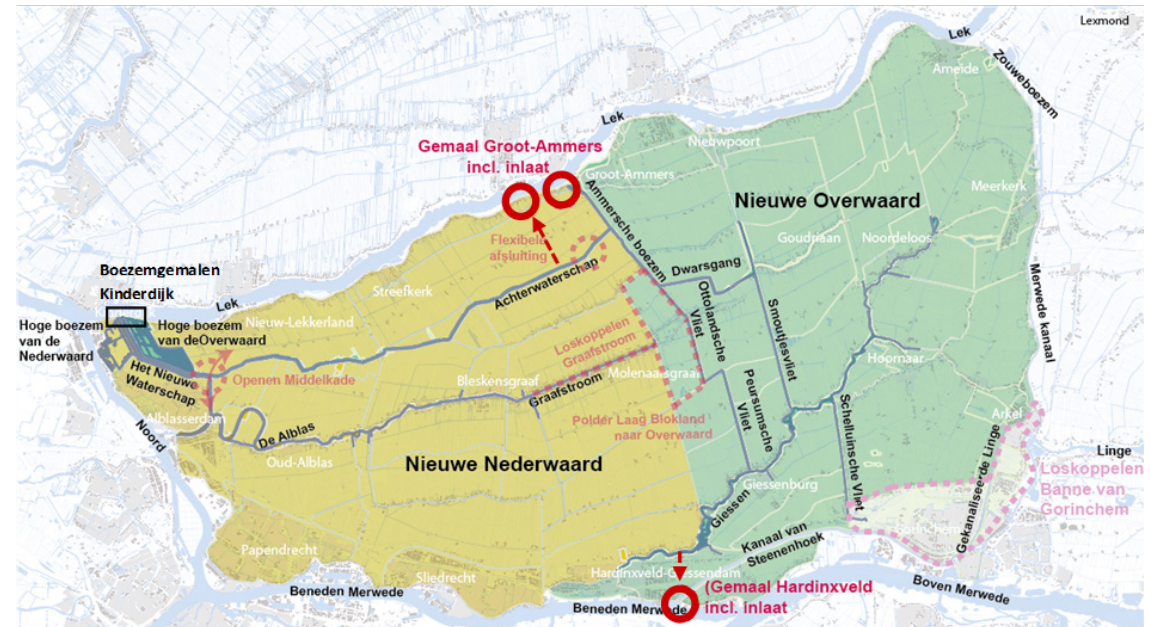 Lexmond
Lek
Ameide
Zouweboezem
Lek
Gemaal Groot-Ammers
incl. inlaat
Nieuwpoort
Groot-Ammers
Meerkerk
Ammersche boezem
Nieuwe Overwaard
Flexibele
afsluiting
Goudriaan
Noordeloos
Achterwaterschap
Dwarsgang
Boezemgemalen
Kinderdijk
Streefkerk
Ottolandsche
Vliet
Smoutjesvliet
Merwede kanaal
Lek
Hoge boezem
van de
Nederwaard
Hoge boezem
van deOverwaard
Nieuw-Lekkerland
Loskoppelen
Graafstroom
Hoornaar
Het Nieuwe
Waterschap
Openen Middelkade
Bleskensgraaf
Molenaarsgraaf
Graafstroom
Peursumsche
Vliet
Schelluinsche Vliet
Alblasserdam
Noord
De Alblas
Polder Laag Blokland
naar Overwaard
Arkel
Oud-Alblas
Nieuwe Nederwaard
Linge
Loskoppelen
Banne van
Gorinchem
Giessenburg
Giessen
Gekanaliseerde Linge
Gorinchem
Kanaal van
Steenenhoek
Papendrecht
Sliedrecht
Hardinxveld-Giessendam
Beneden Merwede
Beneden Merwede
(Gemaal Hardinxveld
incl. inlaat
Boven Merwede